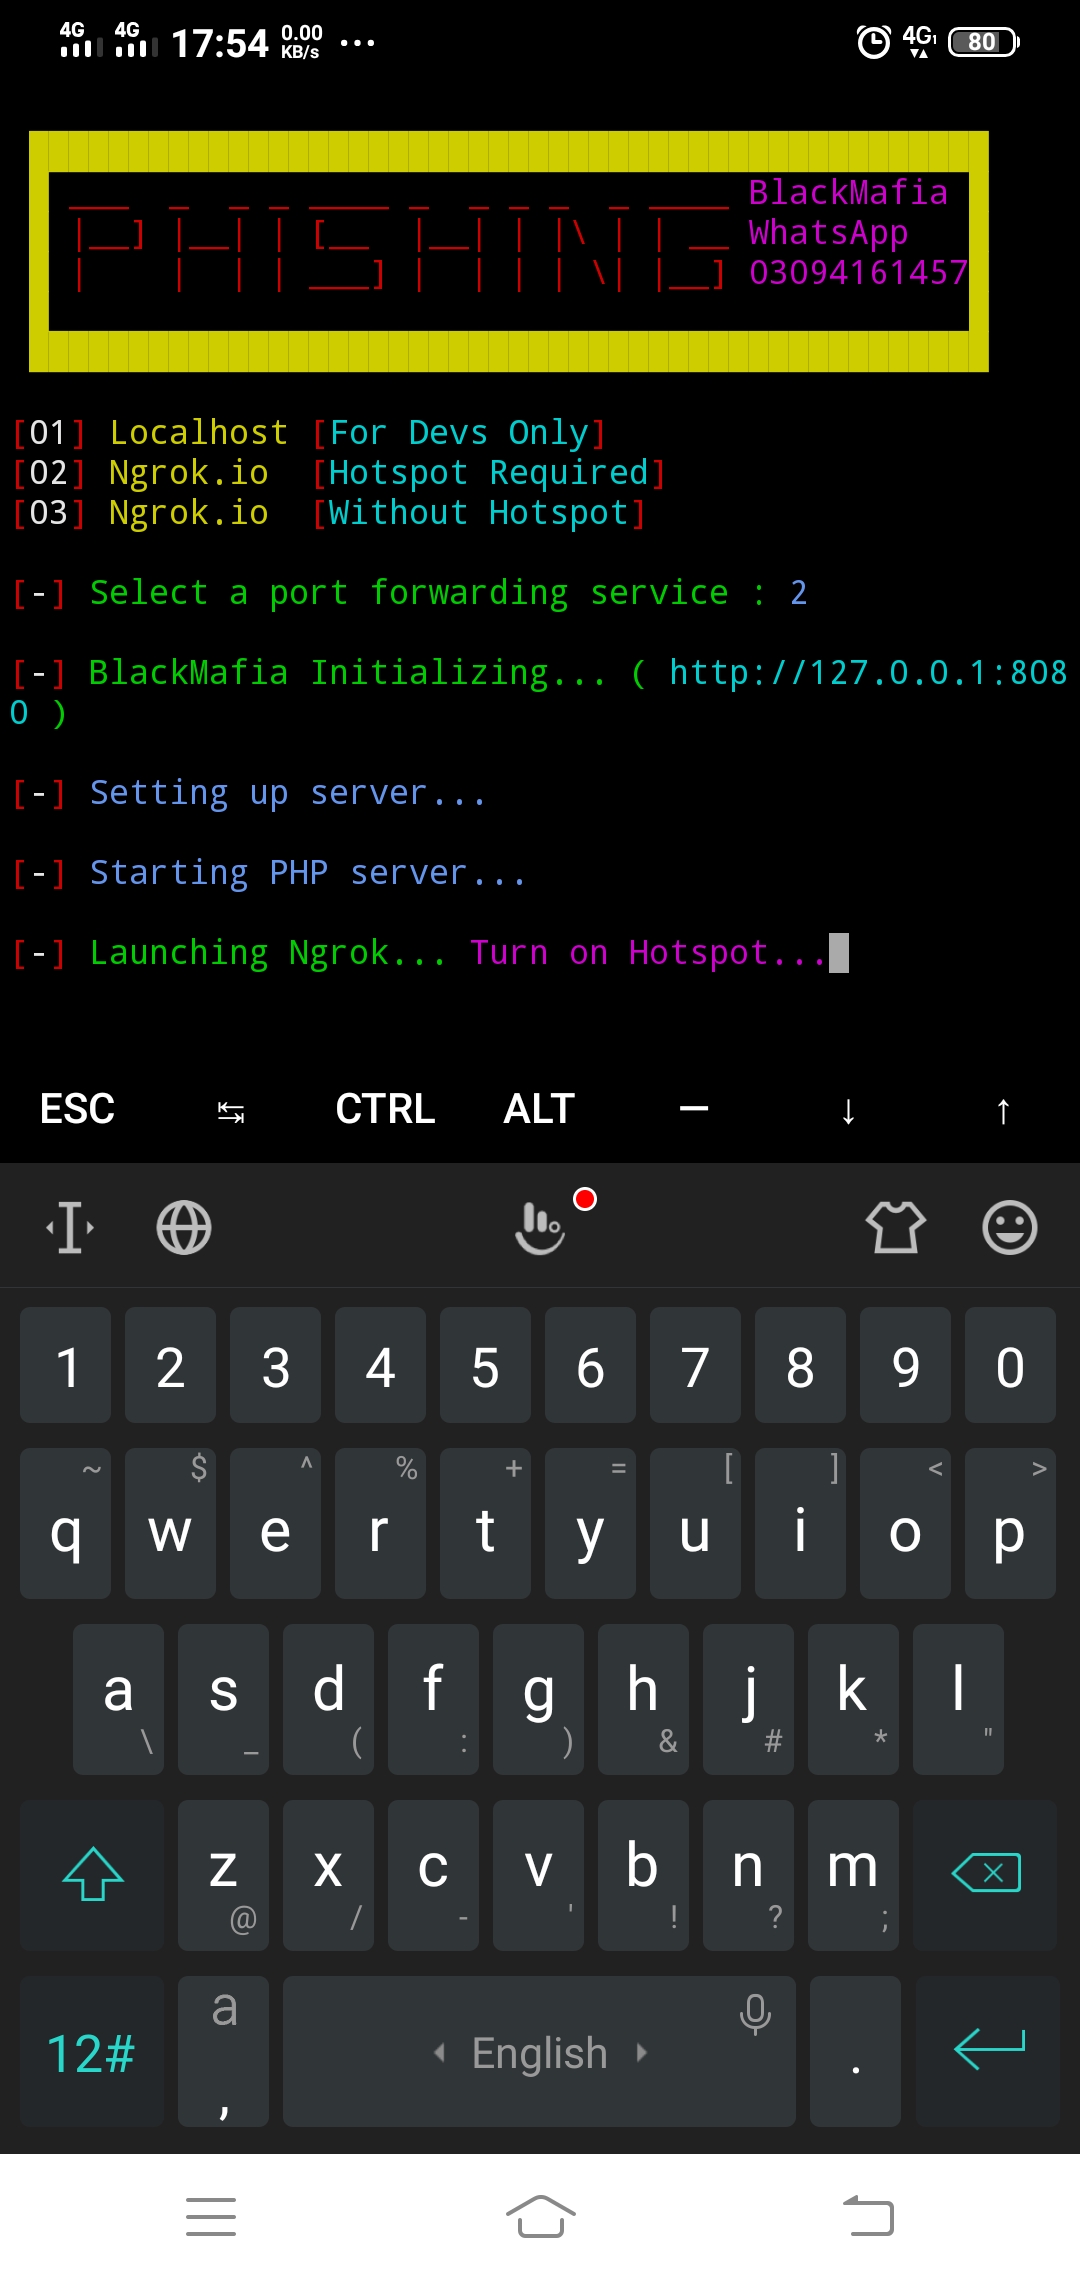 4G 4G 17:54 0.00 KB/s ... 4G1 80
PHISHING
BlackMafia
WhatsApp
03094161457
[01] Localhost [For Devs Only]
[02] Ngrok.io [Hotspot Required]
[03] Ngrok.io [Without Hotspot]
[-] Select a port forwarding service : 2
[-] BlackMafia Initializing... ( http://127.0.0.1:808
0 )
[-] Setting up server...
[-] Starting PHP server...
[-] Launching Ngrok... Turn on Hotspot...
ESC ↹ CTRL ALT — ↓ ↑
1 2 3 4 5 6 7 8 9 0
~ $ ^ % + = [ ] < >
q w e r t y u i o p
a s d f g h j k l
\ _ ( : ) & # * "
z x c v b n m
@ / - ' ! ? ;
12# a , English .